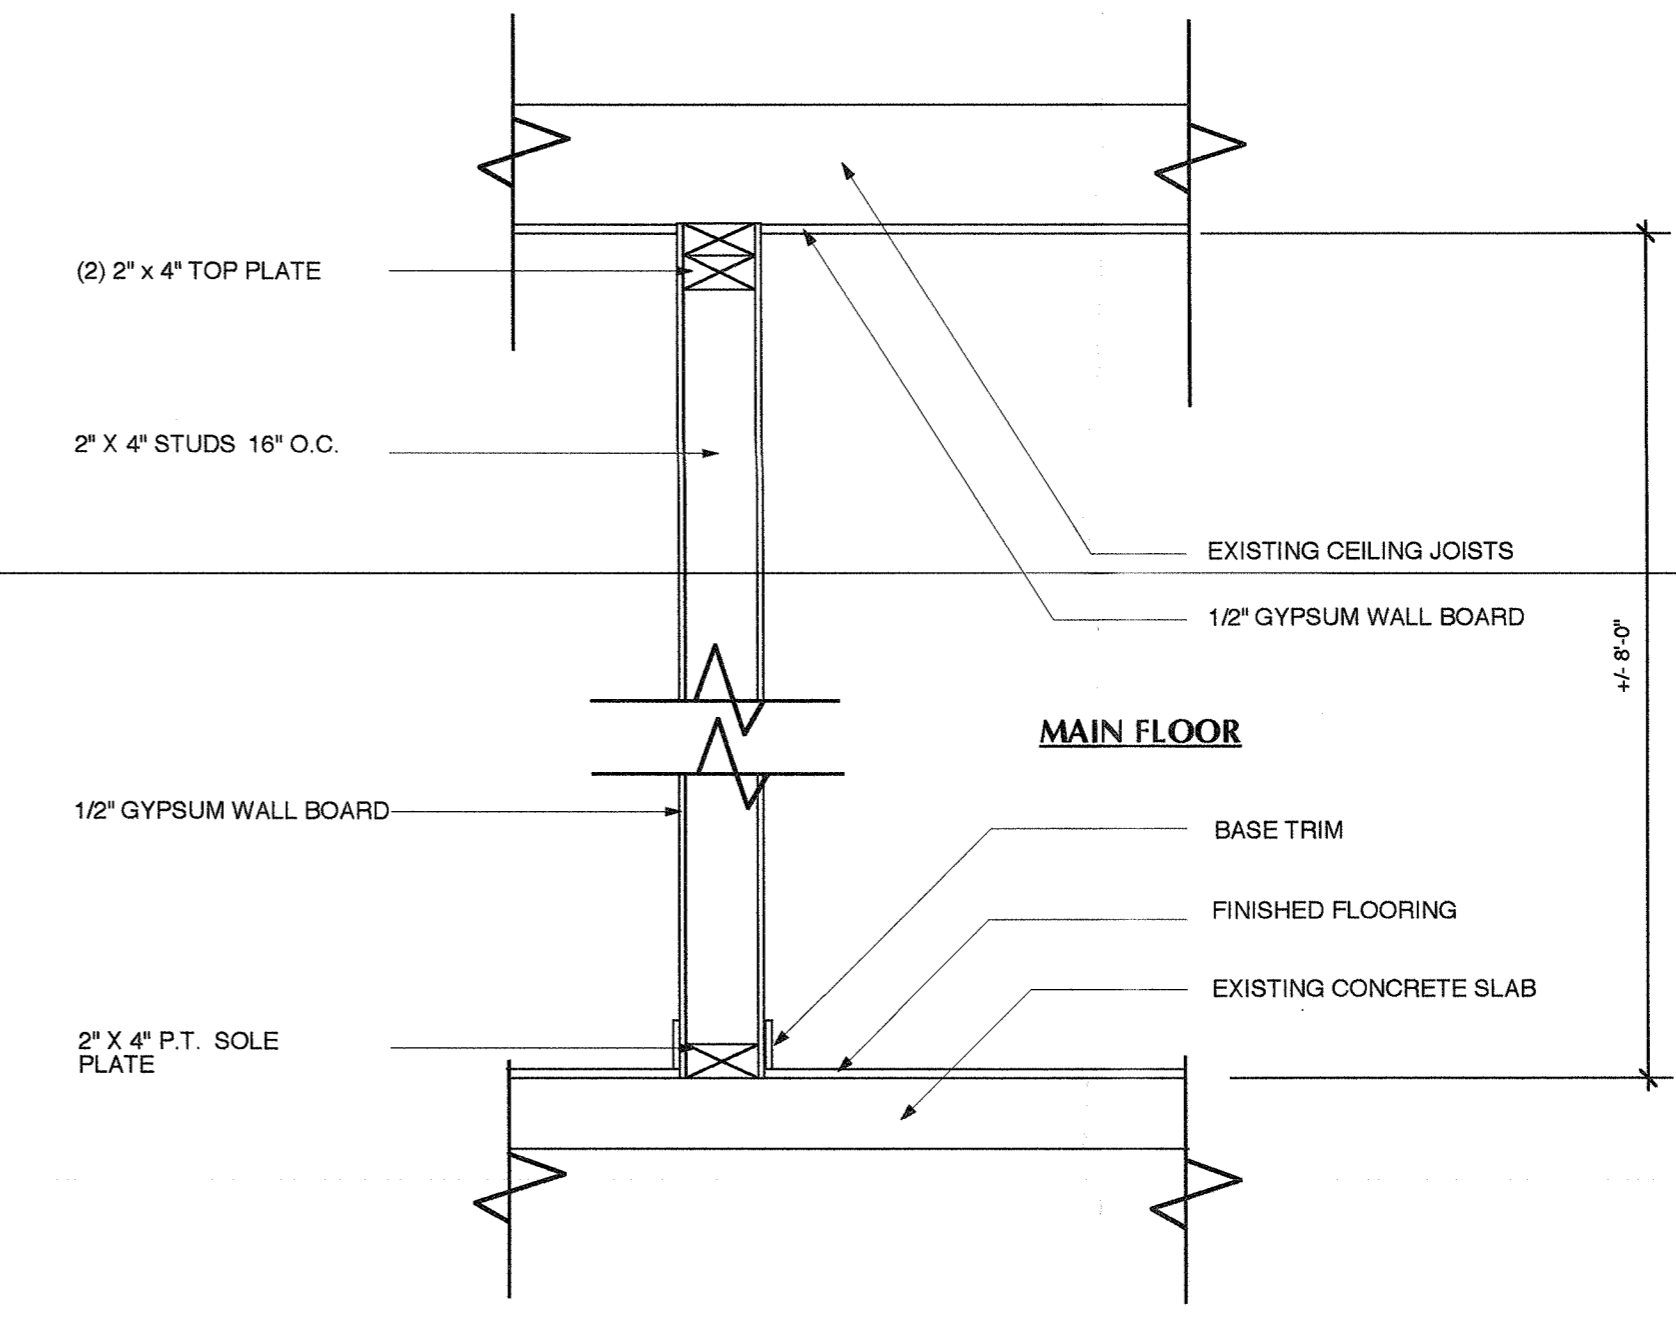 (2) 2" x 4" TOP PLATE
2" X 4" STUDS 16" O.C.
EXISTING CEILING JOISTS
1/2" GYPSUM WALL BOARD
+/- 8'-0"
MAIN FLOOR
1/2" GYPSUM WALL BOARD
BASE TRIM
FINISHED FLOORING
EXISTING CONCRETE SLAB
2" X 4" P.T. SOLE
PLATE